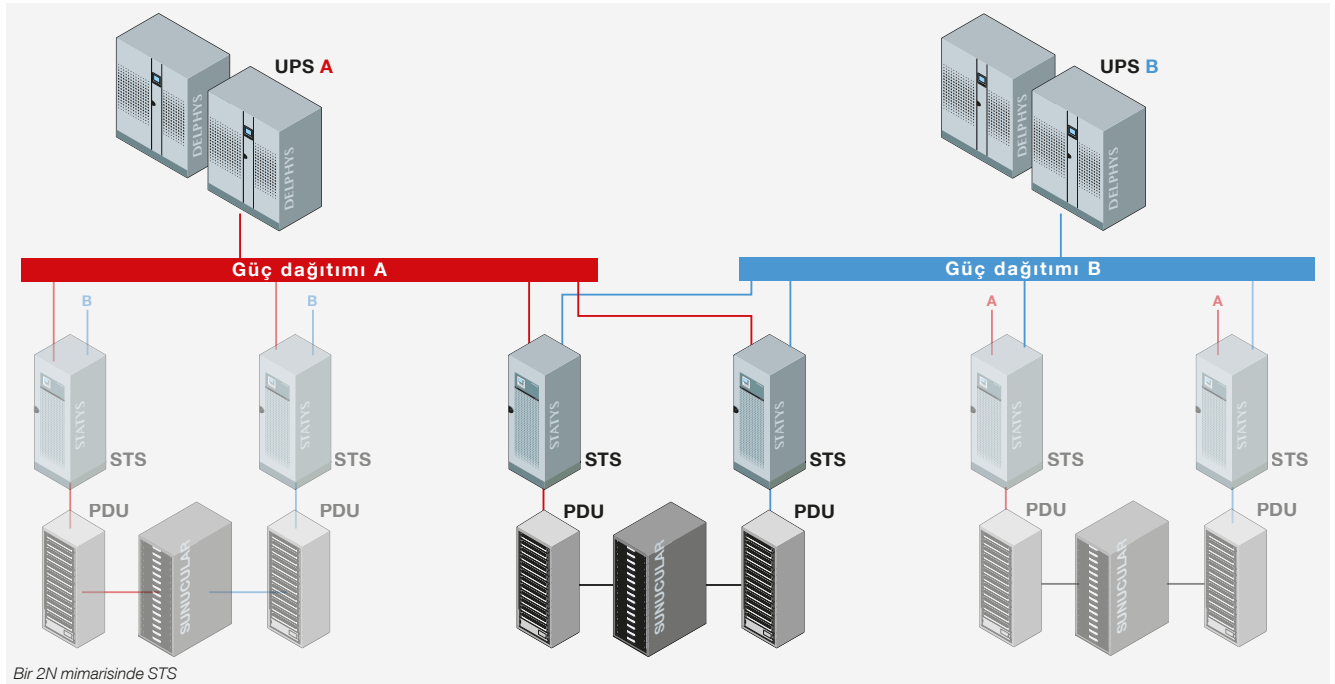 UPS A
UPS B
DELPHYS
DELPHYS
DELPHYS
DELPHYS
Güç dağıtımı A
Güç dağıtımı B
B
B
A
A
STATYS
STATYS
STATYS
STATYS
STATYS
STATYS
STS
STS
STS
STS
STS
STS
PDU
PDU
PDU
PDU
PDU
PDU
SUNUCULAR
SUNUCULAR
SUNUCULAR
Bir 2N mimarisinde STS